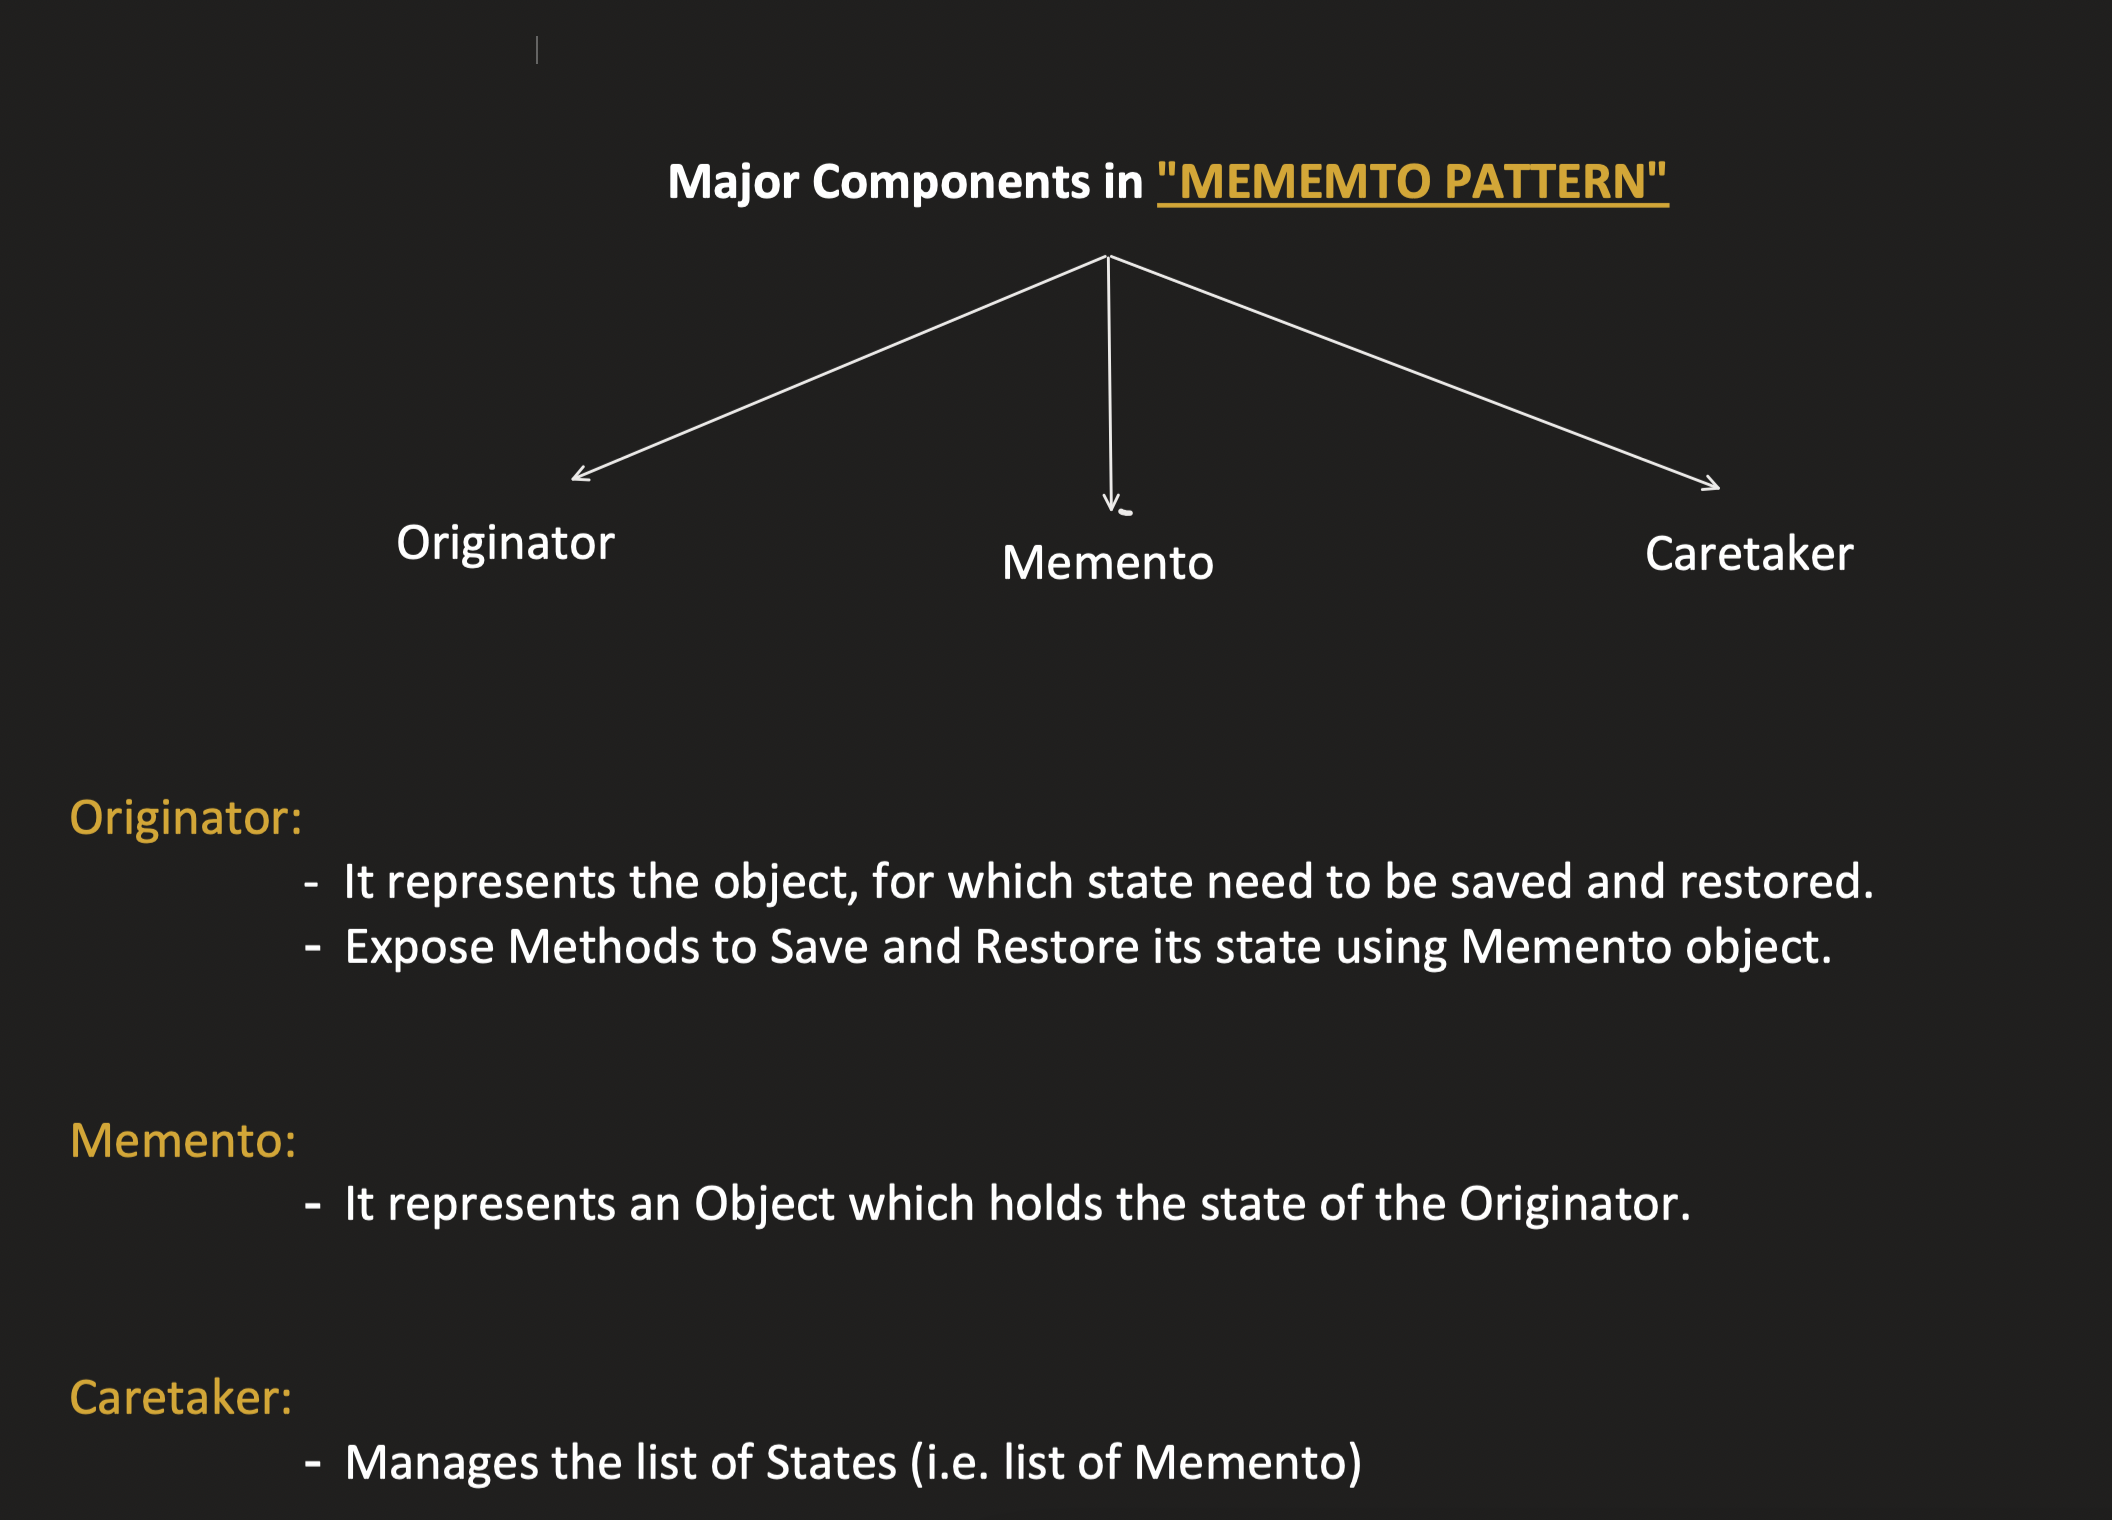 Major Components in "MEMEMTO PATTERN"
Originator
Memento
Caretaker
Originator:
- It represents the object, for which state need to be saved and restored.
- Expose Methods to Save and Restore its state using Memento object.
Memento:
- It represents an Object which holds the state of the Originator.
Caretaker:
- Manages the list of States (i.e. list of Memento)